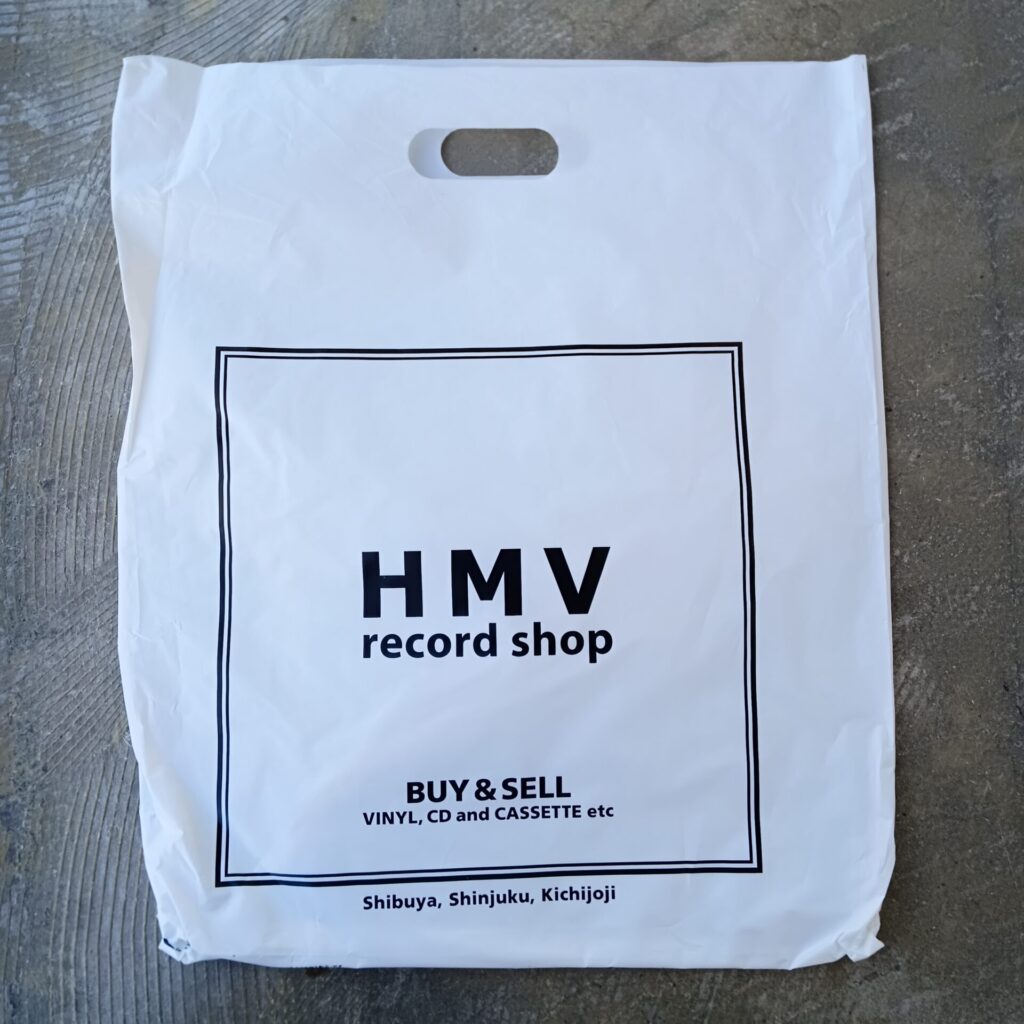 HMV
record shop
BUY & SELL
VINYL, CD and CASSETTE etc
Shibuya, Shinjuku, Kichijoji